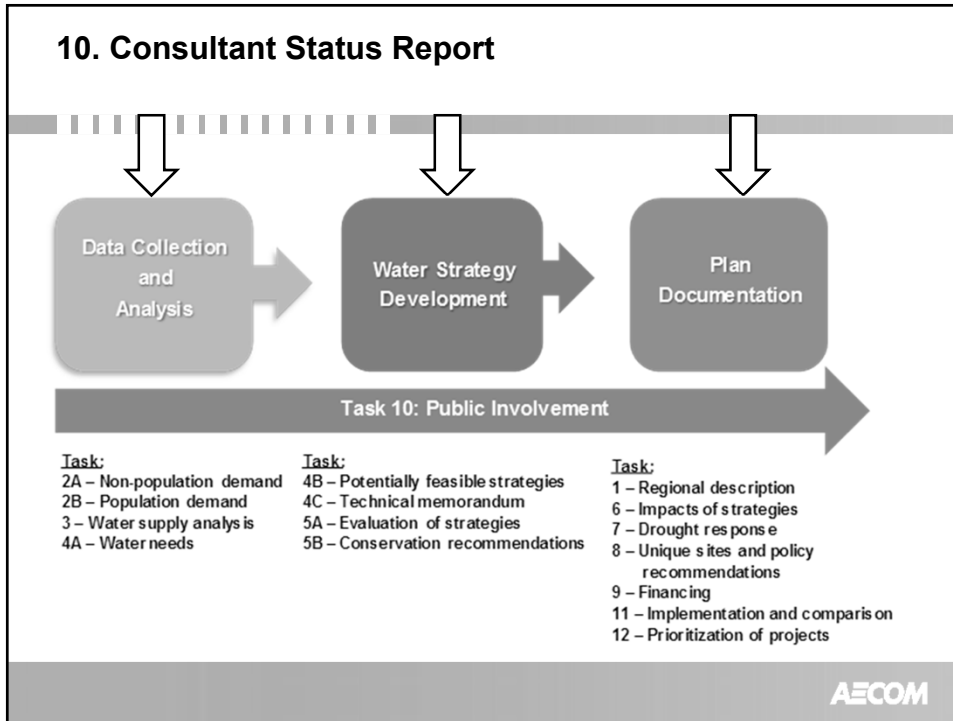 10. Consultant Status Report
Data Collection
and
Analysis
Water Strategy
Development
Plan
Documentation
Task 10: Public Involvement
Task:
2A – Non-population demand
2B – Population demand
3 – Water supply analysis
4A – Water needs
Task:
4B – Potentially feasible strategies
4C – Technical memorandum
5A – Evaluation of strategies
5B – Conservation recommendations
Task:
1 – Regional description
6 – Impacts of strategies
7 – Drought response
8 – Unique sites and policy
recommendations
9 – Financing
11 – Implementation and comparison
12 – Prioritization of projects
AECOM